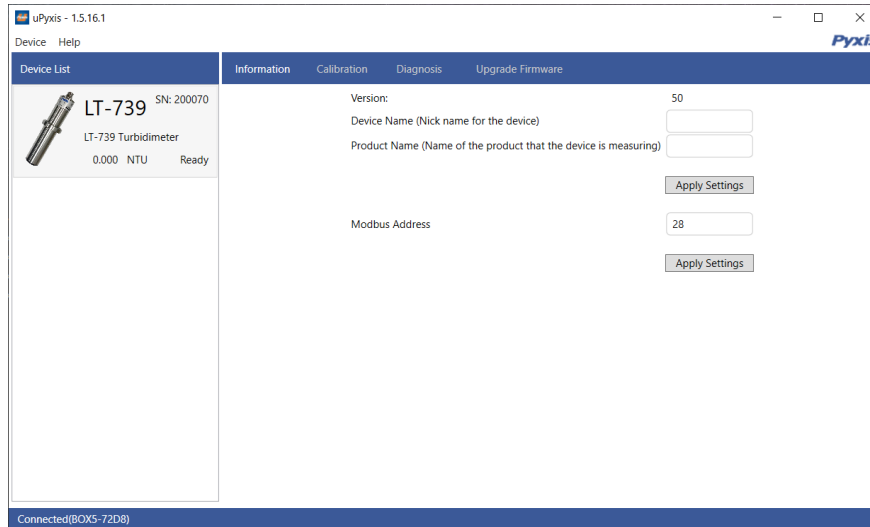 uPyxis - 1.5.16.1
Device Help
Device List
Information Calibration Diagnosis Upgrade Firmware
LT-739 SN: 200070
LT-739 Turbidimeter
0.000 NTU Ready
Version: 50
Device Name (Nick name for the device)
Product Name (Name of the product that the device is measuring)
Apply Settings
Modbus Address 28
Apply Settings
Connected(BOX5-72D8)